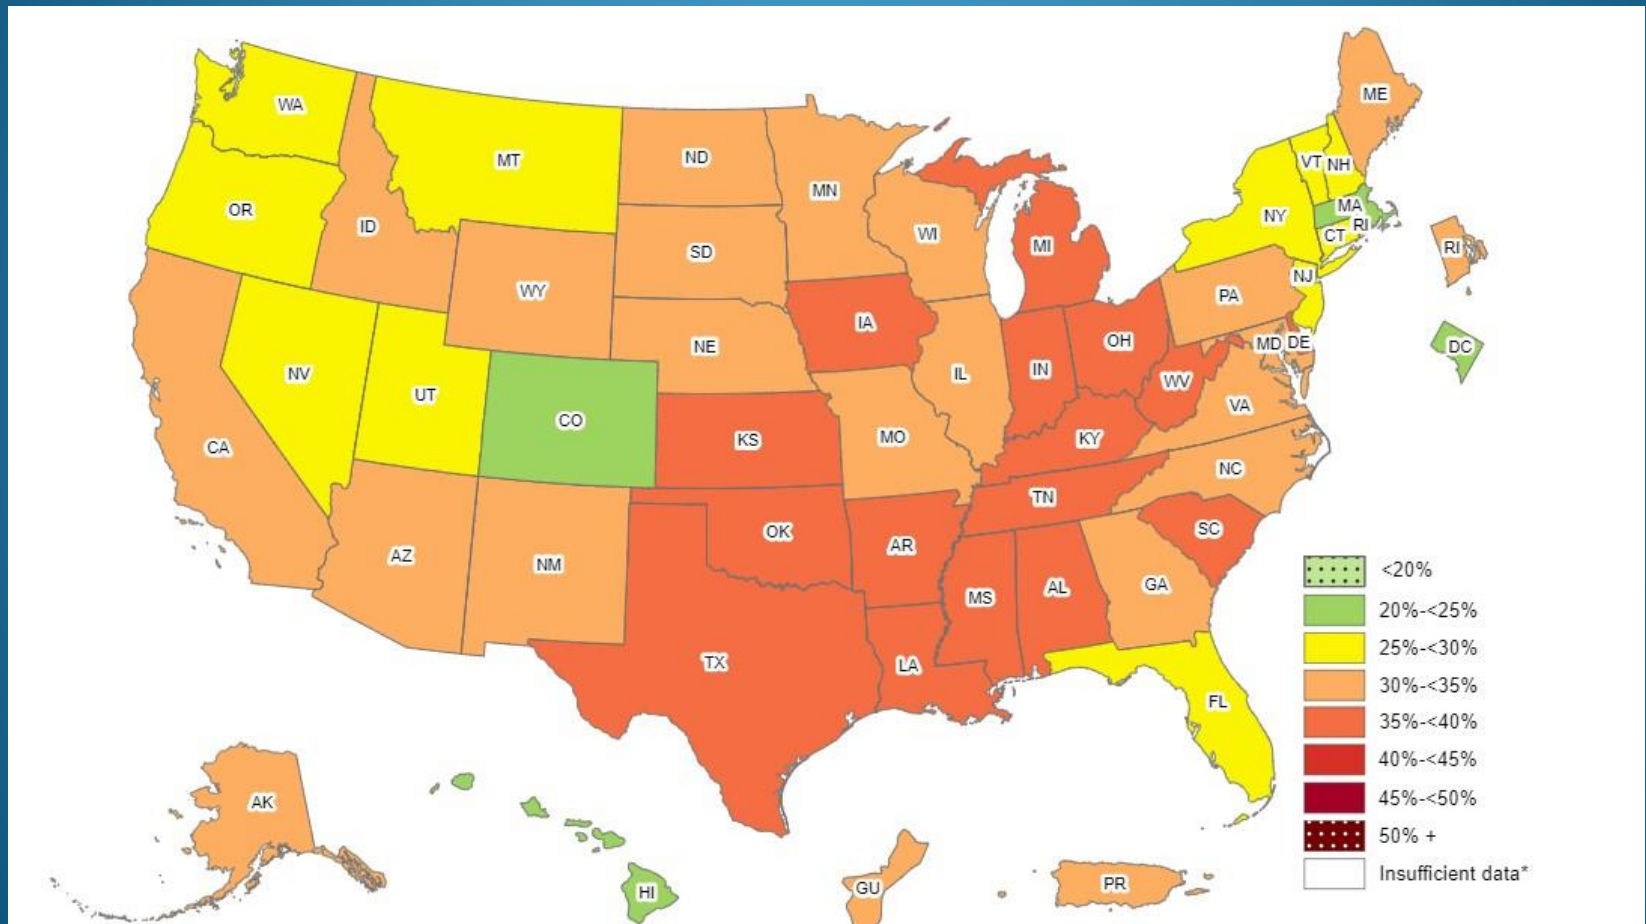 ME
WA
MT
ND
VT
NH
MN
OR
MA
NY
RI
ID
WI
CT
MI
RI
SD
NJ
WY
PA
IA
OH
MD
DE
DC
NE
IN
NV
IL
WV
UT
VA
CO
KS
MO
KY
CA
NC
TN
SC
OK
AR
AZ
NM
<20%
GA
AL
MS
20%-<25%
25%-<30%
TX
LA
30%-<35%
FL
35%-<40%
40%-<45%
45%-<50%
AK
50% +
Insufficient data*
GU
PR
HI